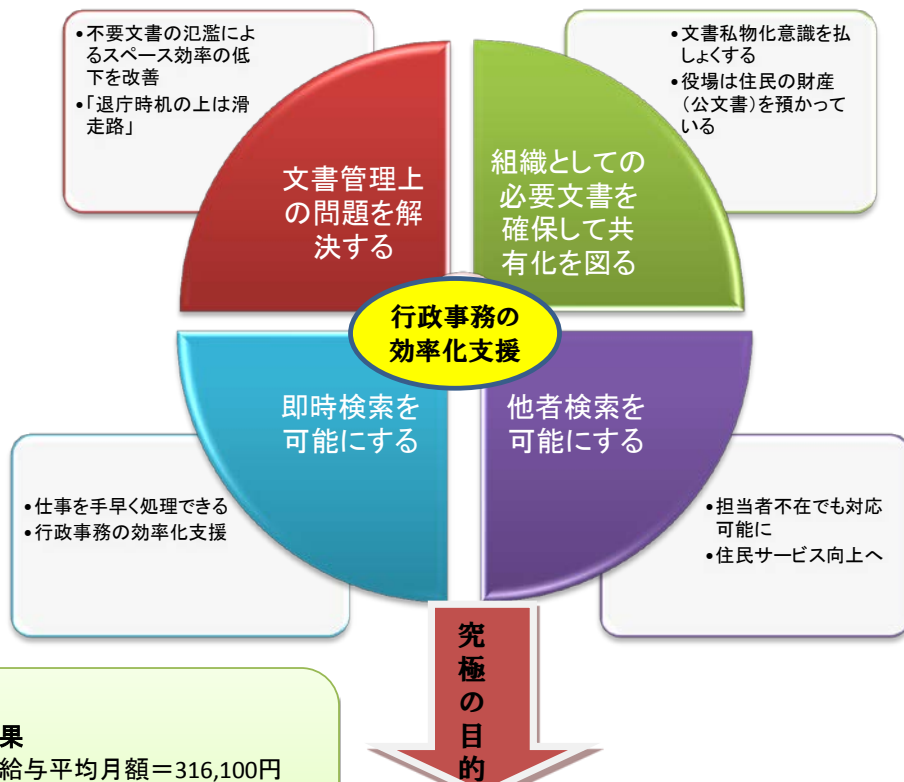 •不要文書の氾濫によ
るスペース効率の低
下を改善
•「退庁時机の上は滑
走路」
•文書私物化意識を払
しょくする
•役場は住民の財産
(公文書)を預かって
いる
文書管理上
の問題を解
決する
組織としての
必要文書を
確保して共
有化を図る
行政事務の
効率化支援
即時検索を
可能にする
他者検索を
可能にする
•仕事を手早く処理できる
•行政事務の効率化支援
•担当者不在でも対応
可能に
•住民サービス向上へ
究極の目的
果
給与平均月額=316,100円